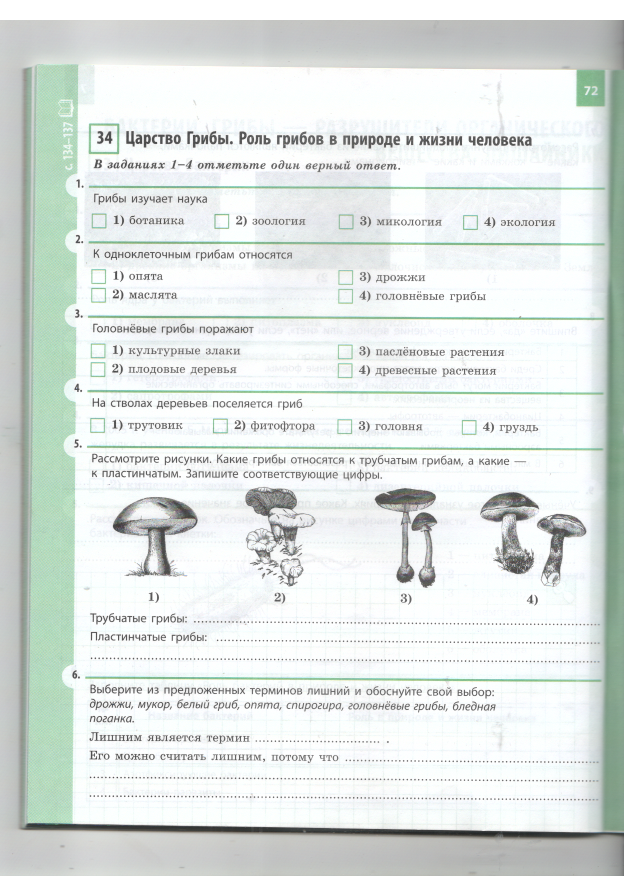 72
с. 134–137
34 Царство Грибы. Роль грибов в природе и жизни человека
В заданиях 1–4 отметьте один верный ответ.
1.
Грибы изучает наука
1) ботаника 2) зоология 3) микология 4) экология
2.
К одноклеточным грибам относятся
1) опята 3) дрожжи
2) маслята 4) головнёвые грибы
3.
Головнёвые грибы поражают
1) культурные злаки 3) паслёновые растения
2) плодовые деревья 4) древесные растения
4.
На стволах деревьев поселяется гриб
1) трутовик 2) фитофтора 3) головня 4) груздь
5.
Рассмотрите рисунки. Какие грибы относятся к трубчатым грибам, а какие —
к пластинчатым. Запишите соответствующие цифры.
1) 2) 3) 4)
Трубчатые грибы:
Пластинчатые грибы:
6.
Выберите из предложенных терминов лишний и обоснуйте свой выбор:
дрожжи, мукор, белый гриб, опята, спирогира, головнёвые грибы, бледная
поганка.
Лишним является термин .
Его можно считать лишним, потому что